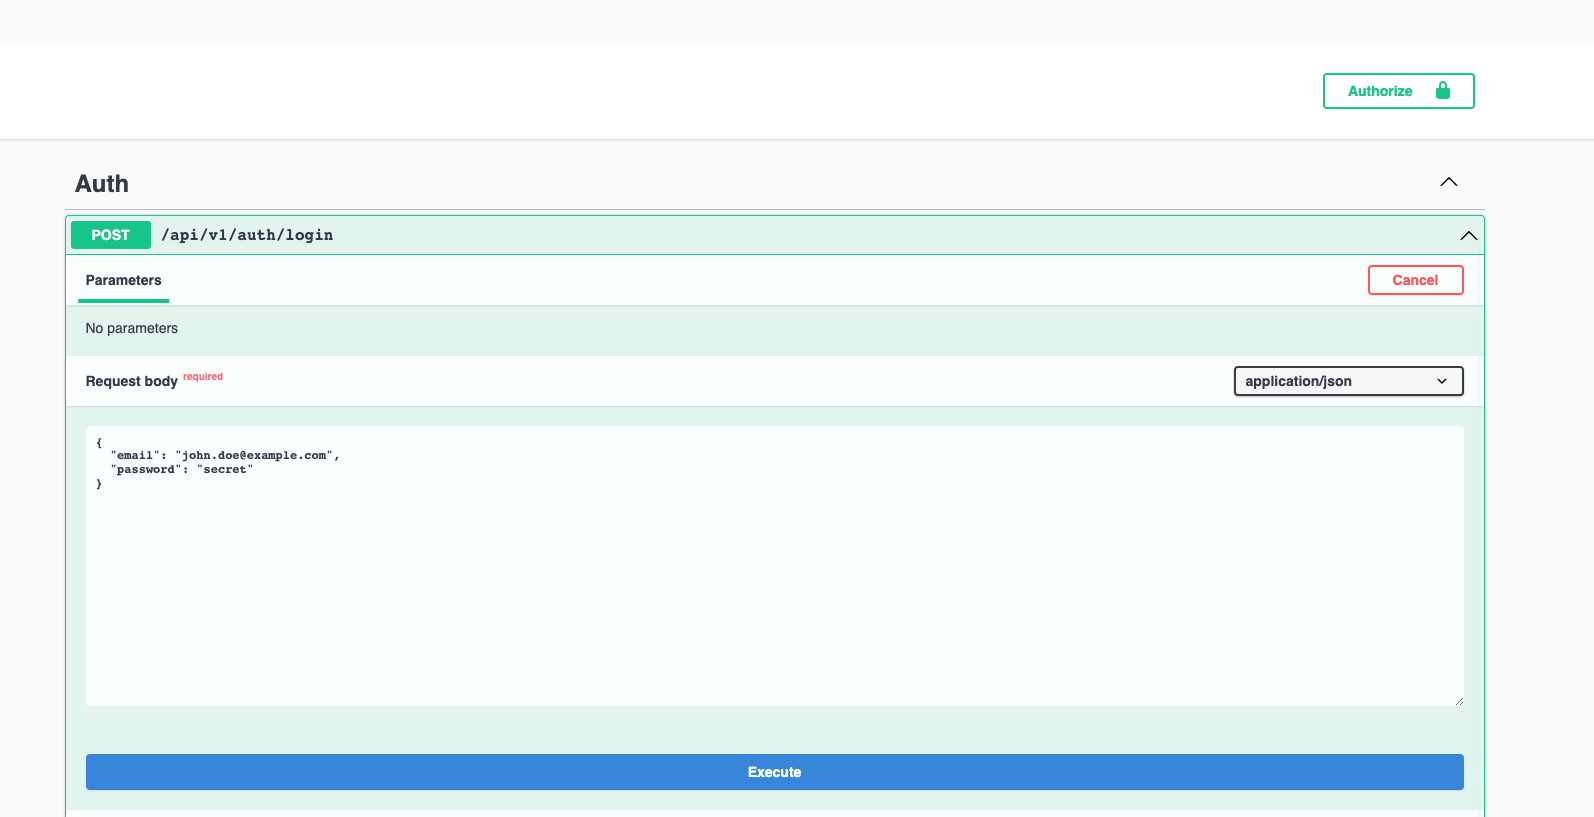 Authorize
Auth
POST /api/v1/auth/login
Parameters
Cancel
No parameters
Request body required
application/json
{
  "email": "john.doe@example.com",
  "password": "secret"
}
Execute